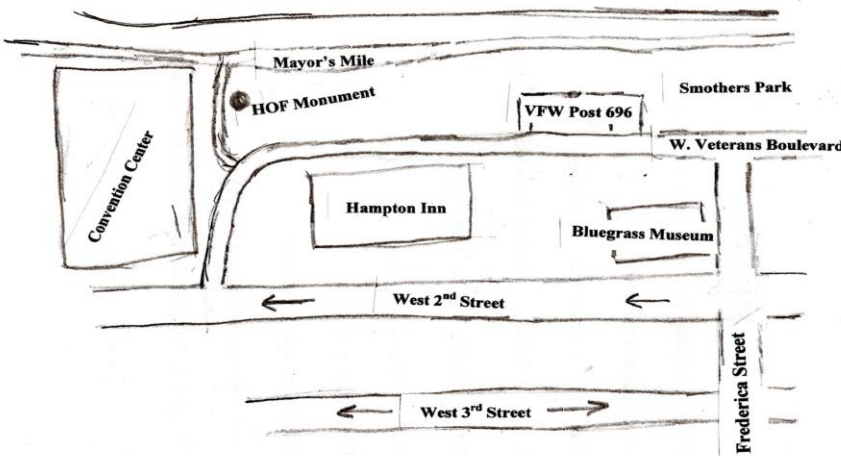 Mayor's Mile
HOF Monument
Smothers Park
VFW Post 696
W. Veterans Boulevard
Convention Center
Hampton Inn
Bluegrass Museum
West 2nd Street
West 3rd Street
Frederica Street